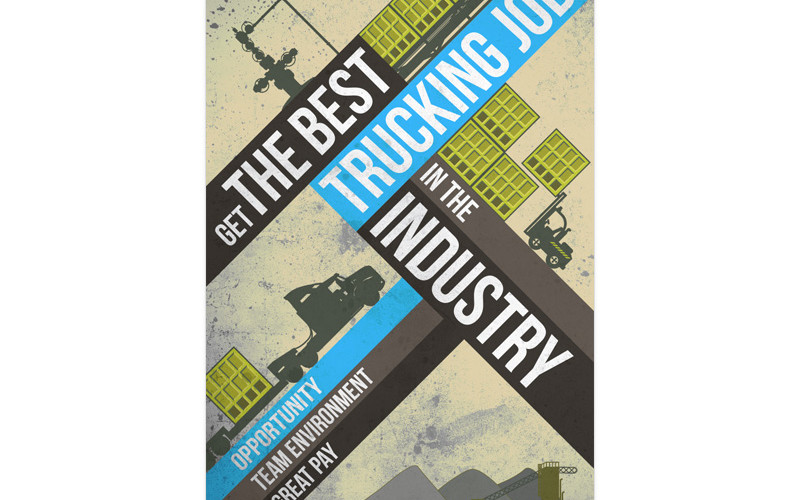 GET THE BEST
TRUCKING JOB
IN THE
INDUSTRY
OPPORTUNITY
TEAM ENVIRONMENT
GREAT PAY